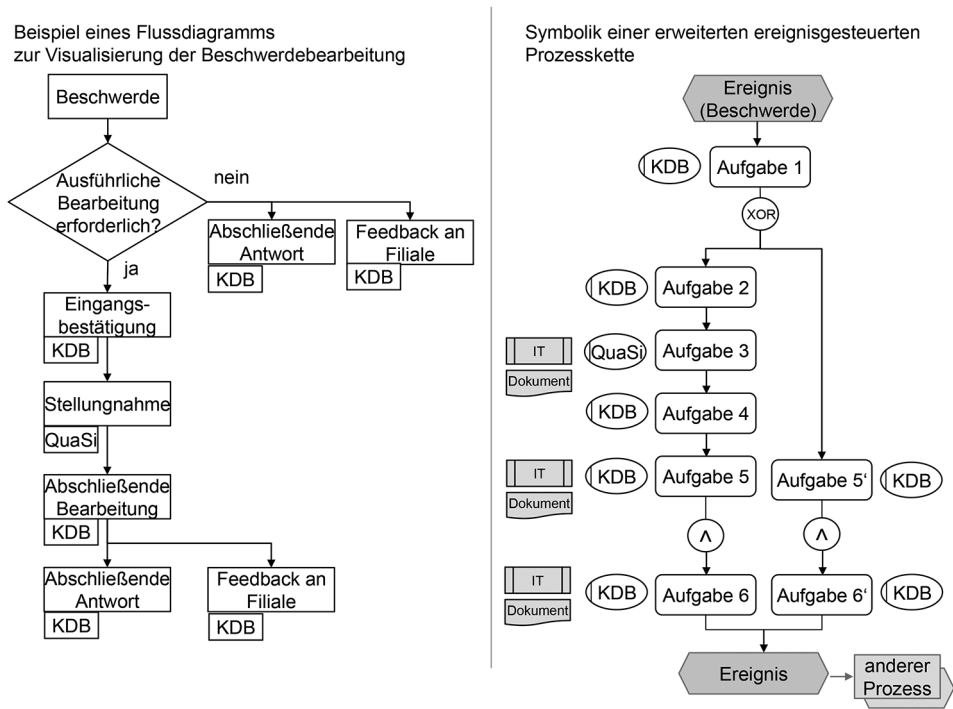 Beispiel eines Flussdiagramms
zur Visualisierung der Beschwerdebearbeitung
Beschwerde
Ausführliche
Bearbeitung
erforderlich?
nein
Abschließende
Antwort
KDB
Feedback an
Filiale
KDB
ja
Eingangs-
bestätigung
KDB
Stellungnahme
QuaSi
Abschließende
Bearbeitung
KDB
Abschließende
Antwort
KDB
Feedback an
Filiale
KDB
Symbolik einer erweiterten ereignisgesteuerten
Prozesskette
Ereignis
(Beschwerde)
KDB
Aufgabe 1
XOR
KDB
Aufgabe 2
IT
Dokument
QuaSi
Aufgabe 3
KDB
Aufgabe 4
IT
Dokument
KDB
Aufgabe 5
Aufgabe 5‘
KDB
∧
∧
IT
Dokument
KDB
Aufgabe 6
Aufgabe 6‘
KDB
Ereignis
anderer
Prozess